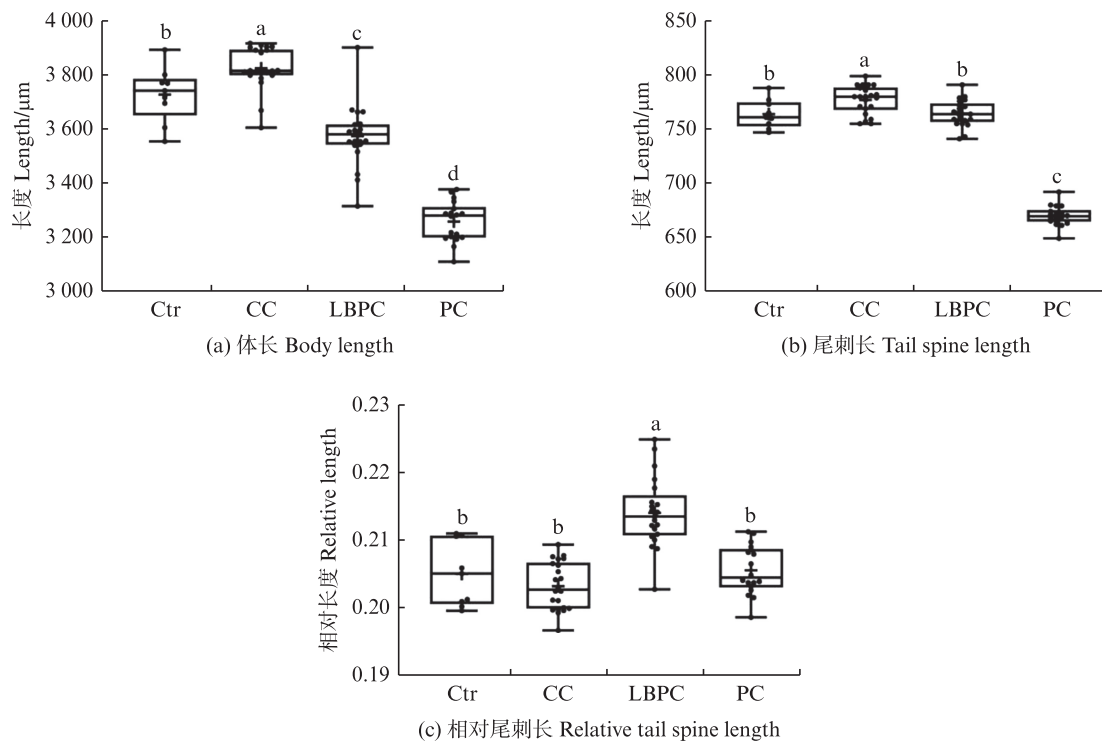 4 000
3 800
3 600
3 400
3 200
3 000
长度 Length/μm
b
a
c
d
Ctr
CC
LBPC
PC
(a) 体长 Body length
850
800
750
700
650
600
长度 Length/μm
b
a
b
c
Ctr
CC
LBPC
PC
(b) 尾刺长 Tail spine length
0.23
0.22
0.21
0.20
0.19
相对长度 Relative length
b
b
a
b
Ctr
CC
LBPC
PC
(c) 相对尾刺长 Relative tail spine length